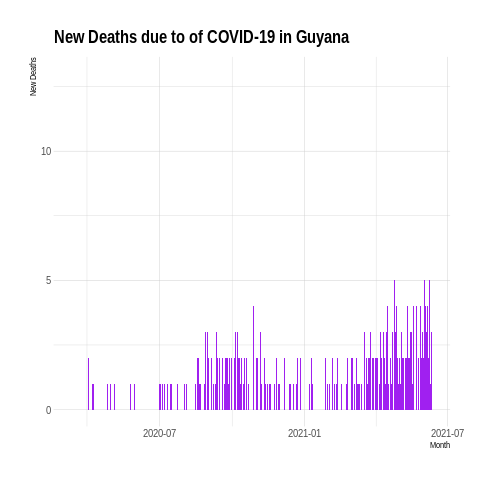 New Deaths due to of COVID-19 in Guyana
New Deaths
10
5
0
2020-07
2021-01
2021-07
Month